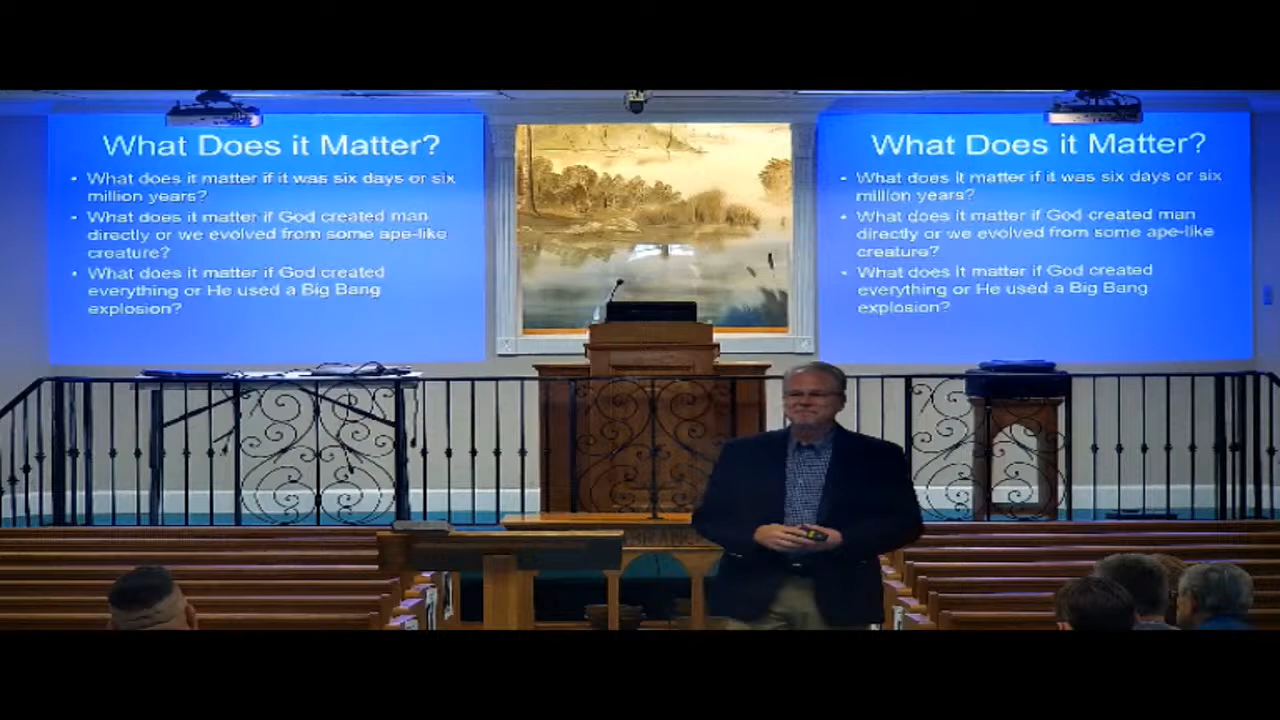 What Does it Matter?
• What does it matter if it was six days or six
million years?
• What does it matter if God created man
directly or we evolved from some ape-like
creature?
• What does it matter if God created
everything or He used a Big Bang
explosion?
What Does it Matter?
• What does it matter if it was six days or six
million years?
• What does it matter if God created man
directly or we evolved from some ape-like
creature?
• What does it matter if God created
everything or He used a Big Bang
explosion?